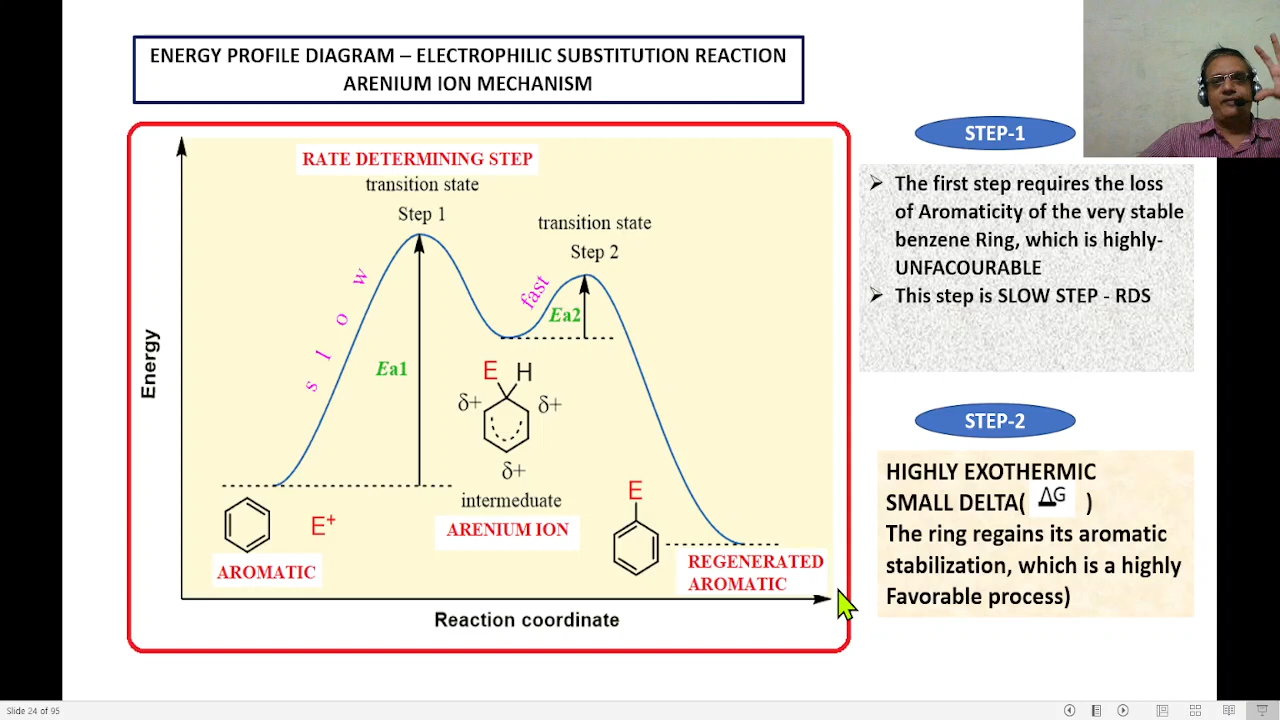 ENERGY PROFILE DIAGRAM – ELECTROPHILIC SUBSTITUTION REACTION
ARENIUM ION MECHANISM
RATE DETERMINING STEP
transition state
Step 1
transition state
Step 2
slow
fast
Ea1
Ea2
Energy
E H
δ+ δ+
δ+
intermeduate
ARENIUM ION
E+
AROMATIC
E
REGENERATED
AROMATIC
Reaction coordinate
STEP-1
➢ The first step requires the loss
of Aromaticity of the very stable
benzene Ring, which is highly-
UNFACOURABLE
➢ This step is SLOW STEP - RDS
STEP-2
HIGHLY EXOTHERMIC
SMALL DELTA( ΔG )
The ring regains its aromatic
stabilization, which is a highly
Favorable process)
Slide 24 of 95